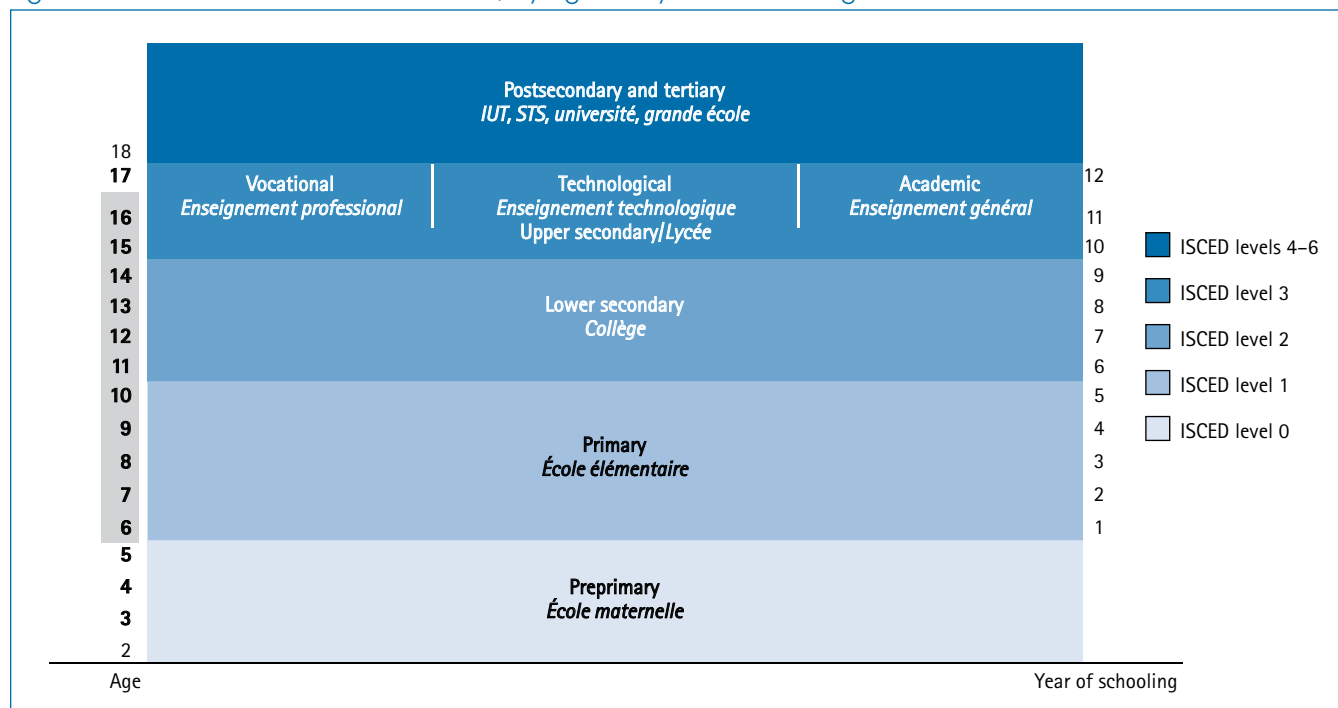 Postsecondary and tertiary
IUT, STS, université, grande école
18
17
Vocational
Enseignement professional
Technological
Enseignement technologique
Upper secondary/Lycée
Academic
Enseignement général
12
16
11
15
10
ISCED levels 4–6
14
9
13
Lower secondary
Collège
8
ISCED level 3
12
7
ISCED level 2
11
6
10
5
ISCED level 1
9
4
ISCED level 0
Primary
École élémentaire
8
3
7
2
6
1
5
4
Preprimary
École maternelle
3
2
Age
Year of schooling